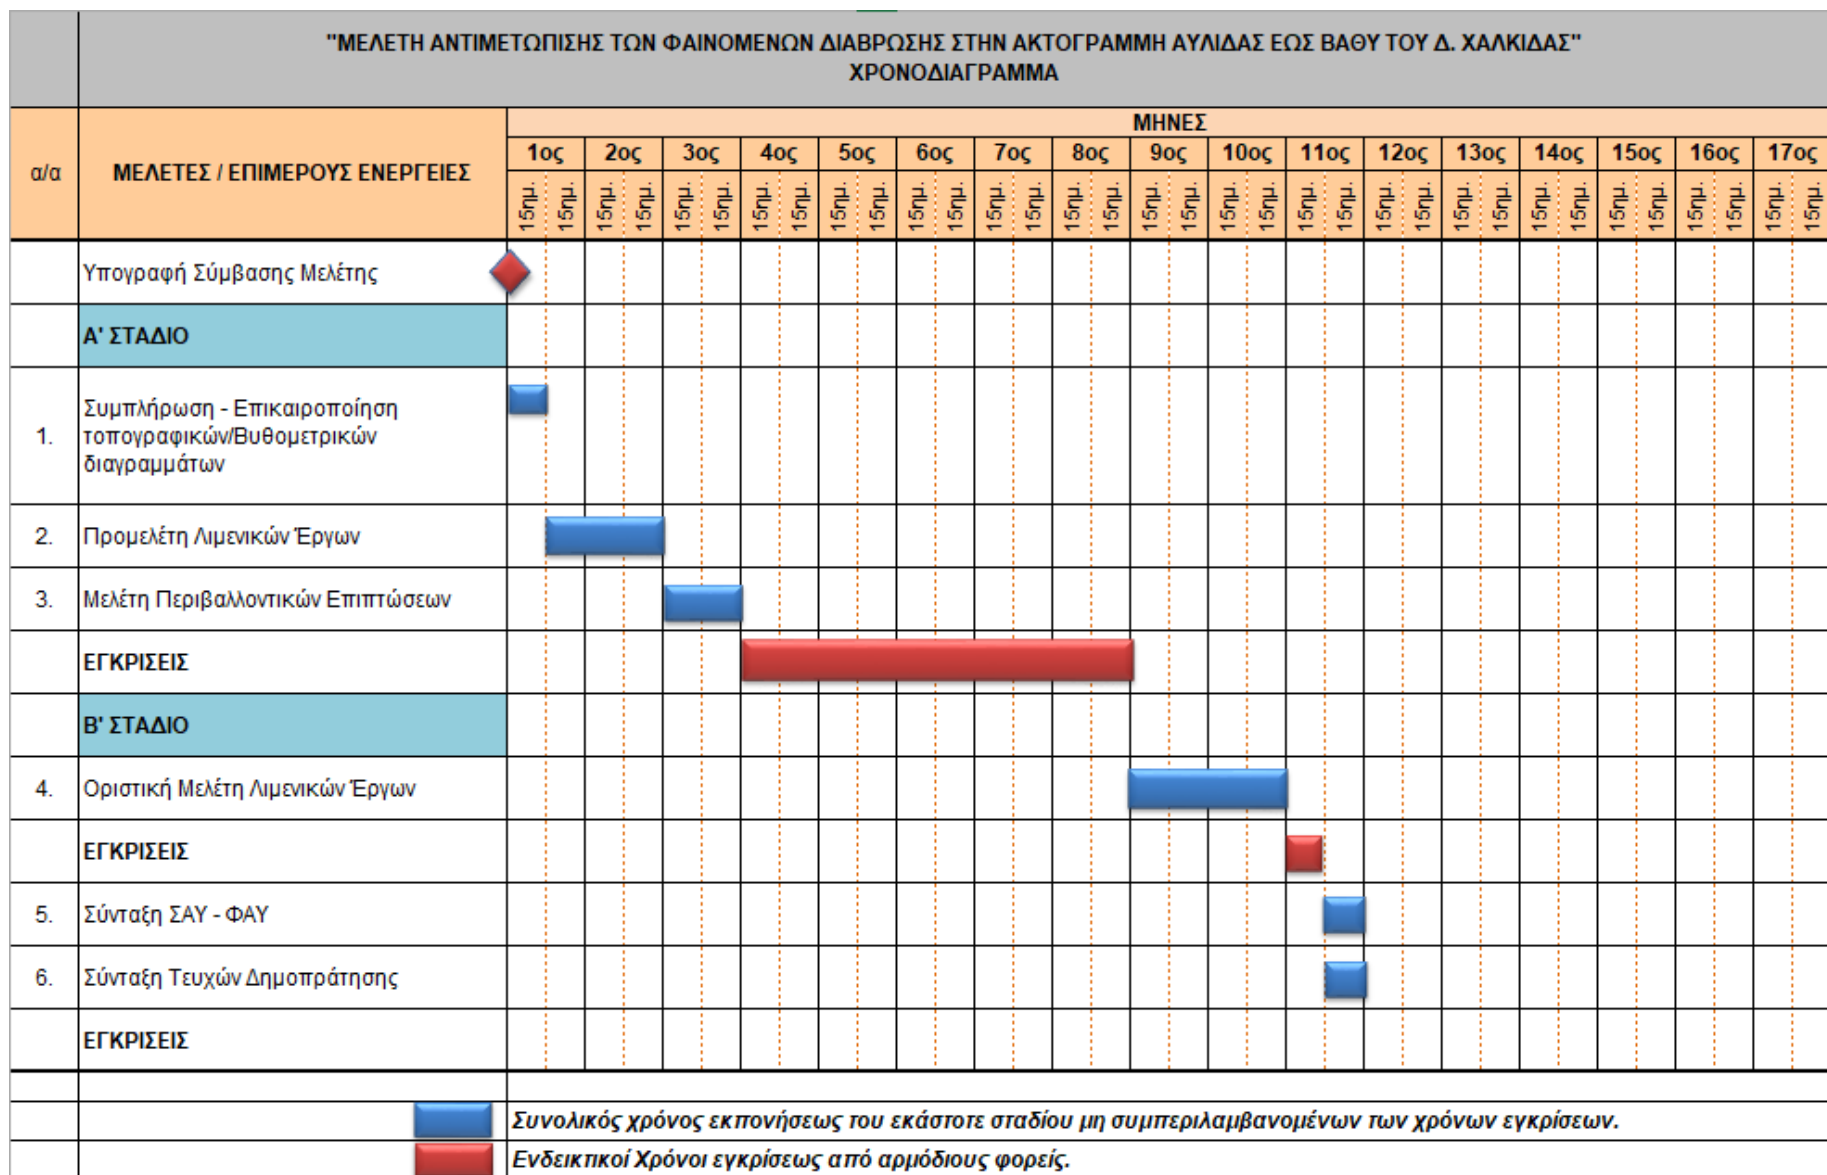 "ΜΕΛΕΤΗ ΑΝΤΙΜΕΤΩΠΙΣΗΣ ΤΩΝ ΦΑΙΝΟΜΕΝΩΝ ΔΙΑΒΡΩΣΗΣ ΣΤΗΝ ΑΚΤΟΓΡΑΜΜΗ ΑΥΛΙΔΑΣ ΕΩΣ ΒΑΘΥ ΤΟΥ Δ. ΧΑΛΚΙΔΑΣ"
ΧΡΟΝΟΔΙΑΓΡΑΜΜΑ
α/α
ΜΕΛΕΤΕΣ / ΕΠΙΜΕΡΟΥΣ ΕΝΕΡΓΕΙΕΣ
ΜΗΝΕΣ
1ος 2ος 3ος 4ος 5ος 6ος 7ος 8ος 9ος 10ος 11ος 12ος 13ος 14ος 15ος 16ος 17ος
15ημ. 15ημ. 15ημ. 15ημ. 15ημ. 15ημ. 15ημ. 15ημ. 15ημ. 15ημ. 15ημ. 15ημ. 15ημ. 15ημ. 15ημ. 15ημ. 15ημ. 15ημ. 15ημ. 15ημ. 15ημ. 15ημ. 15ημ. 15ημ. 15ημ. 15ημ. 15ημ. 15ημ. 15ημ. 15ημ. 15ημ. 15ημ. 15ημ. 15ημ.
Υπογραφή Σύμβασης Μελέτης
Α' ΣΤΑΔΙΟ
1. Συμπλήρωση - Επικαιροποίηση
τοπογραφικών/Βυθομετρικών
διαγραμμάτων
2. Προμελέτη Λιμενικών Έργων
3. Μελέτη Περιβαλλοντικών Επιπτώσεων
ΕΓΚΡΙΣΕΙΣ
Β' ΣΤΑΔΙΟ
4. Οριστική Μελέτη Λιμενικών Έργων
ΕΓΚΡΙΣΕΙΣ
5. Σύνταξη ΣΑΥ - ΦΑΥ
6. Σύνταξη Τευχών Δημοπράτησης
ΕΓΚΡΙΣΕΙΣ
Συνολικός χρόνος εκπονήσεως του εκάστοτε σταδίου μη συμπεριλαμβανομένων των χρόνων εγκρίσεων.
Ενδεικτικοί Χρόνοι εγκρίσεως από αρμόδιους φορείς.